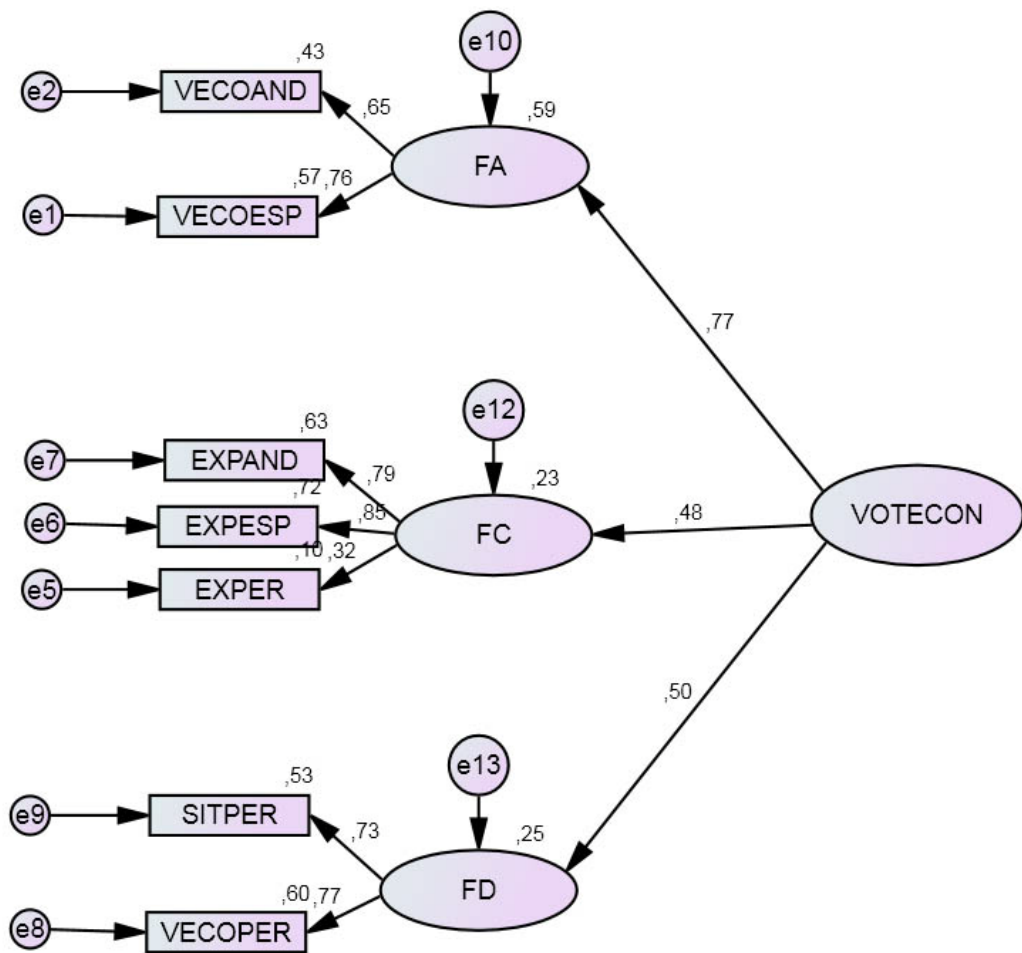 e10
,43
e2
VECOAND
,65
,59
FA
,57
,76
e1
VECOESP
,77
e12
,63
e7
EXPAND
,79
,23
,72
e6
EXPESP
,85
FC
,48
VOTECON
,10
,32
e5
EXPER
,50
e13
,53
e9
SITPER
,73
,25
FD
,60
,77
e8
VECOPER